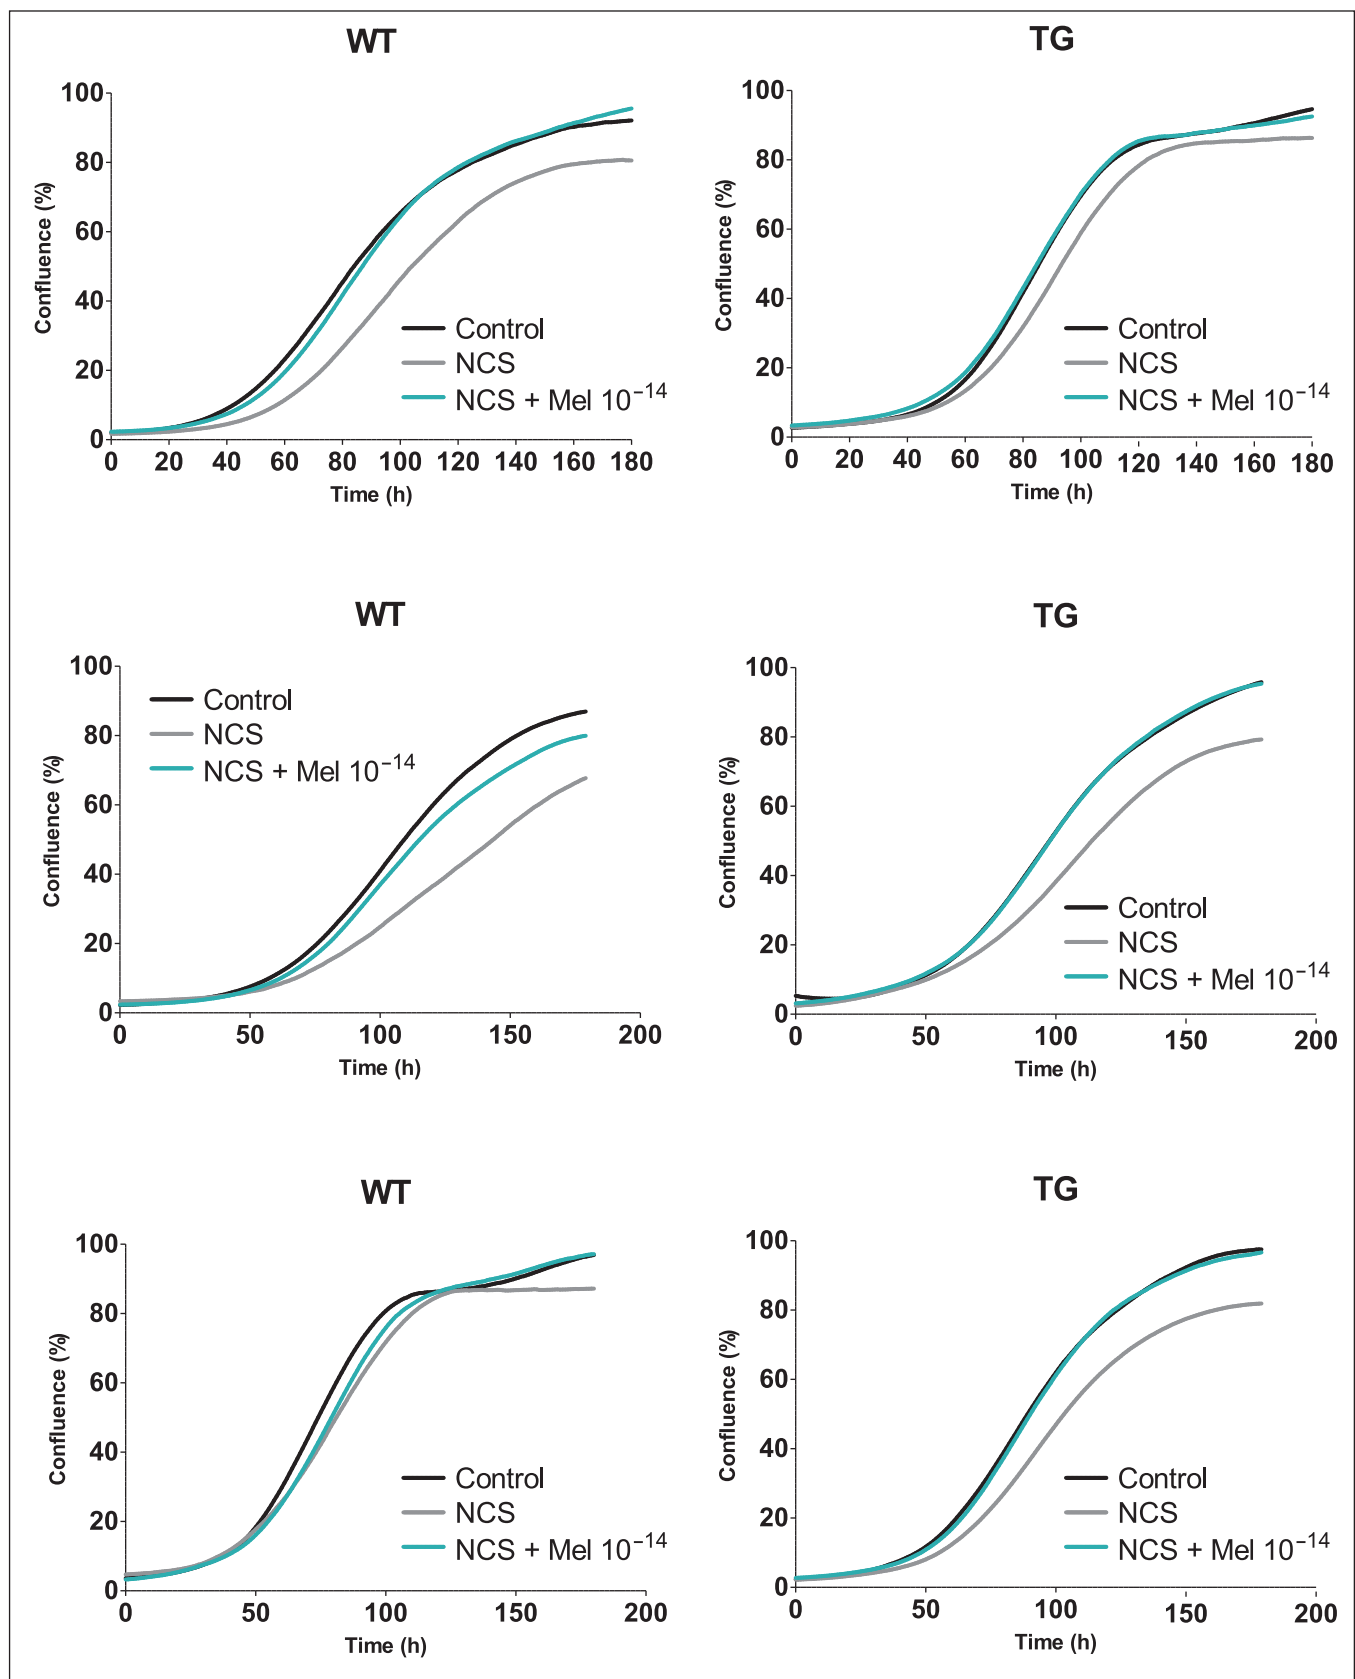 WT
100
80
60
40
20
0
Confluence (%)
0 20 40 60 80 100 120 140 160 180
Time (h)
Control
NCS
NCS + Mel 10⁻¹⁴
TG
100
80
60
40
20
0
Confluence (%)
0 20 40 60 80 100 120 140 160 180
Time (h)
Control
NCS
NCS + Mel 10⁻¹⁴
WT
100
80
60
40
20
0
Confluence (%)
0 50 100 150 200
Time (h)
Control
NCS
NCS + Mel 10⁻¹⁴
TG
100
80
60
40
20
0
Confluence (%)
0 50 100 150 200
Time (h)
Control
NCS
NCS + Mel 10⁻¹⁴
WT
100
80
60
40
20
0
Confluence (%)
0 50 100 150 200
Time (h)
Control
NCS
NCS + Mel 10⁻¹⁴
TG
100
80
60
40
20
0
Confluence (%)
0 50 100 150 200
Time (h)
Control
NCS
NCS + Mel 10⁻¹⁴